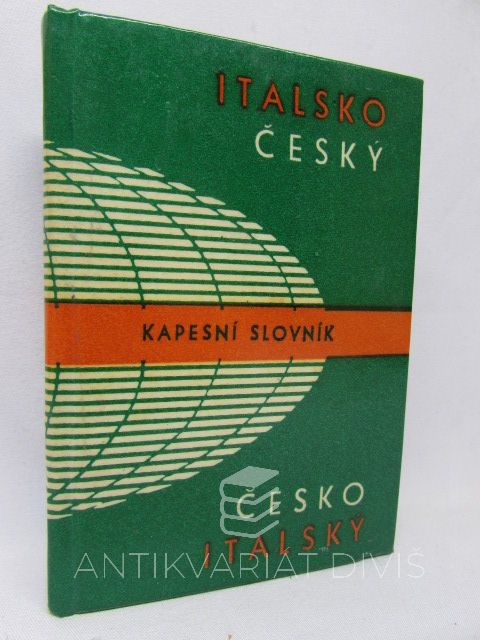 ITALSKO
ČESKÝ
KAPESNÍ SLOVNÍK
ČESKO
ITALSKÝ
ANTIKVARIÁT DIVIŠ